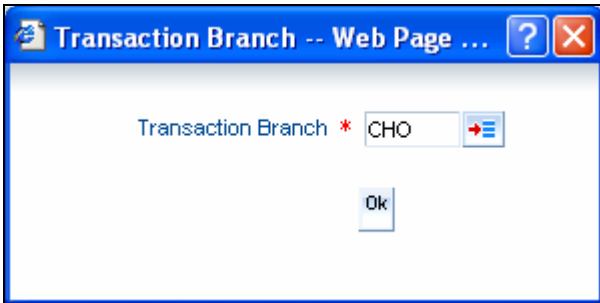 Transaction Branch -- Web Page ...
Transaction Branch * CHO
Ok